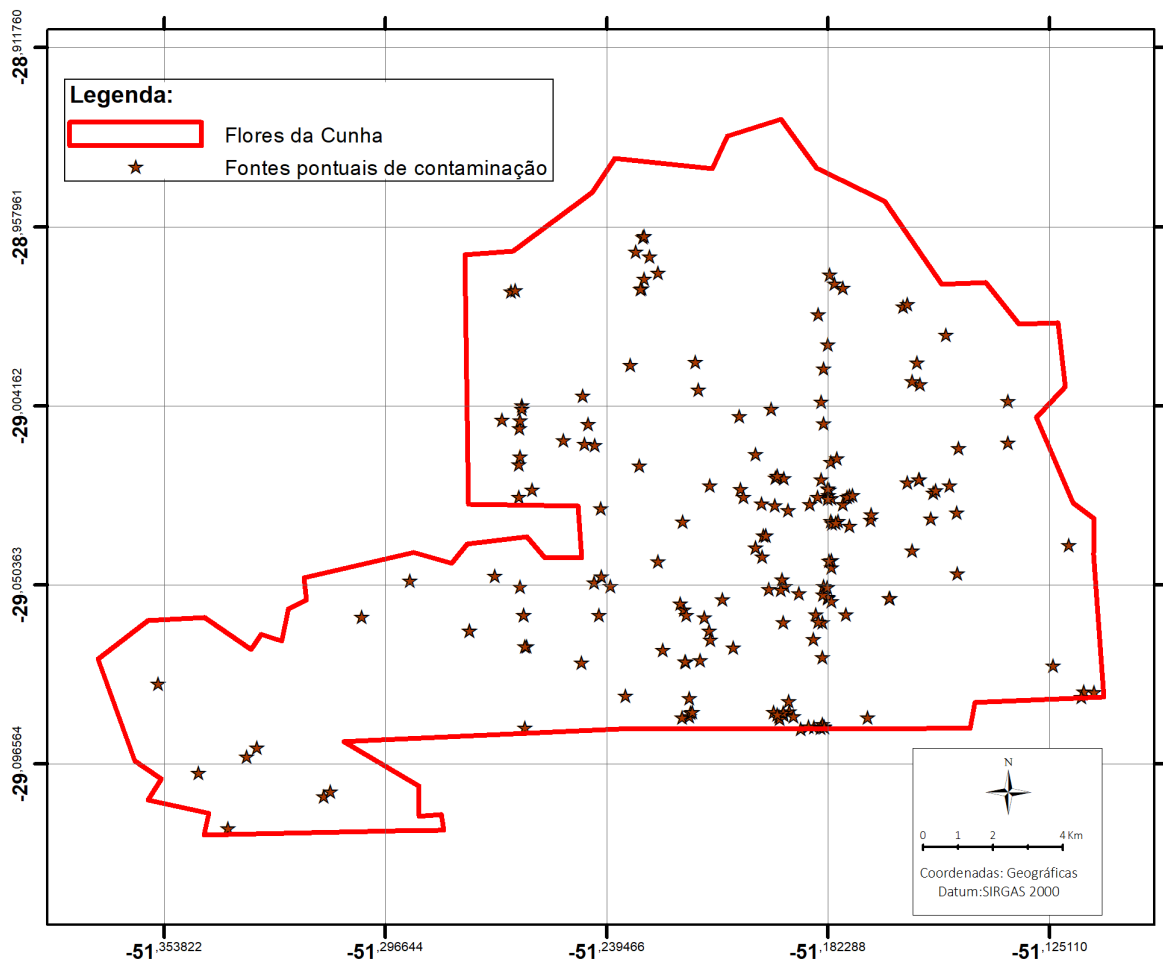 Legenda:
Flores da Cunha
Fontes pontuais de contaminação
-28,911760
-28,957961
-29,004162
-29,050363
-29,096564
N
0 1 2 4 Km
Coordenadas: Geográficas
Datum:SIRGAS 2000
-51,353822 -51,296644 -51,239466 -51,182288 -51,125110